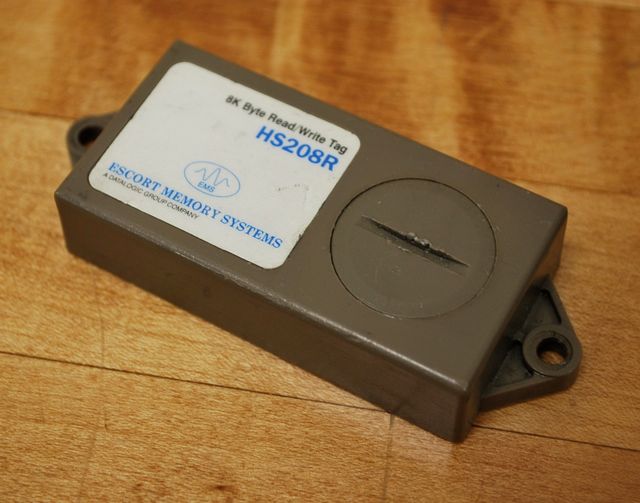 8K Byte Read/Write Tag
HS208R
EMS
ESCORT MEMORY SYSTEMS
A DATALOGIC GROUP COMPANY